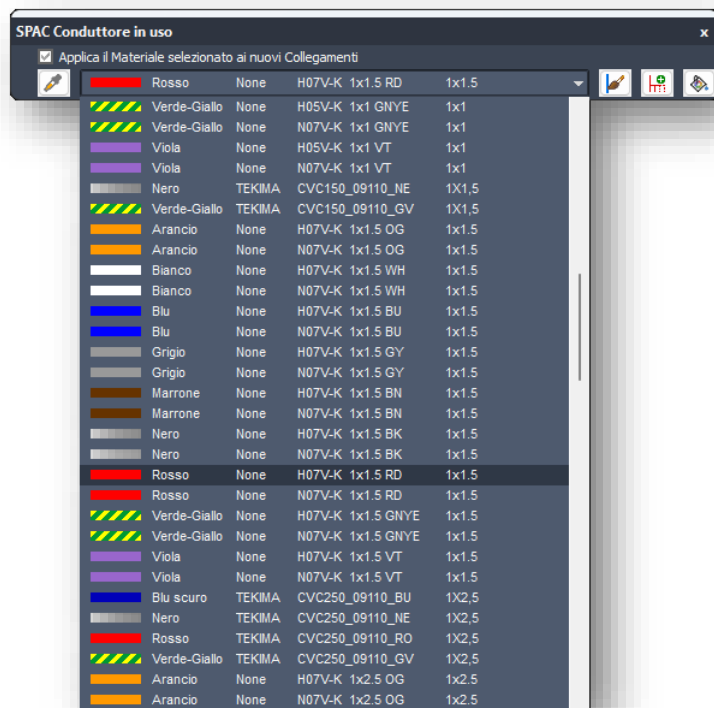 SPAC Conduttore in uso x
Applica il Materiale selezionato ai nuovi Collegamenti
Rosso None H07V-K 1x1.5 RD 1x1.5
Verde-Giallo None H05V-K 1x1 GNYE 1x1
Verde-Giallo None N07V-K 1x1 GNYE 1x1
Viola None H05V-K 1x1 VT 1x1
Viola None N07V-K 1x1 VT 1x1
Nero TEKIMA CVC150_09110_NE 1X1,5
Verde-Giallo TEKIMA CVC150_09110_GV 1X1,5
Arancio None H07V-K 1x1.5 OG 1x1.5
Arancio None N07V-K 1x1.5 OG 1x1.5
Bianco None H07V-K 1x1.5 WH 1x1.5
Bianco None N07V-K 1x1.5 WH 1x1.5
Blu None H07V-K 1x1.5 BU 1x1.5
Blu None N07V-K 1x1.5 BU 1x1.5
Grigio None H07V-K 1x1.5 GY 1x1.5
Grigio None N07V-K 1x1.5 GY 1x1.5
Marrone None H07V-K 1x1.5 BN 1x1.5
Marrone None N07V-K 1x1.5 BN 1x1.5
Nero None H07V-K 1x1.5 BK 1x1.5
Nero None N07V-K 1x1.5 BK 1x1.5
Rosso None H07V-K 1x1.5 RD 1x1.5
Rosso None N07V-K 1x1.5 RD 1x1.5
Verde-Giallo None H07V-K 1x1.5 GNYE 1x1.5
Verde-Giallo None N07V-K 1x1.5 GNYE 1x1.5
Viola None H07V-K 1x1.5 VT 1x1.5
Viola None N07V-K 1x1.5 VT 1x1.5
Blu scuro TEKIMA CVC250_09110_BU 1X2,5
Nero TEKIMA CVC250_09110_NE 1X2,5
Rosso TEKIMA CVC250_09110_RO 1X2,5
Verde-Giallo TEKIMA CVC250_09110_GV 1X2,5
Arancio None H07V-K 1x2.5 OG 1x2.5
Arancio None N07V-K 1x2.5 OG 1x2.5